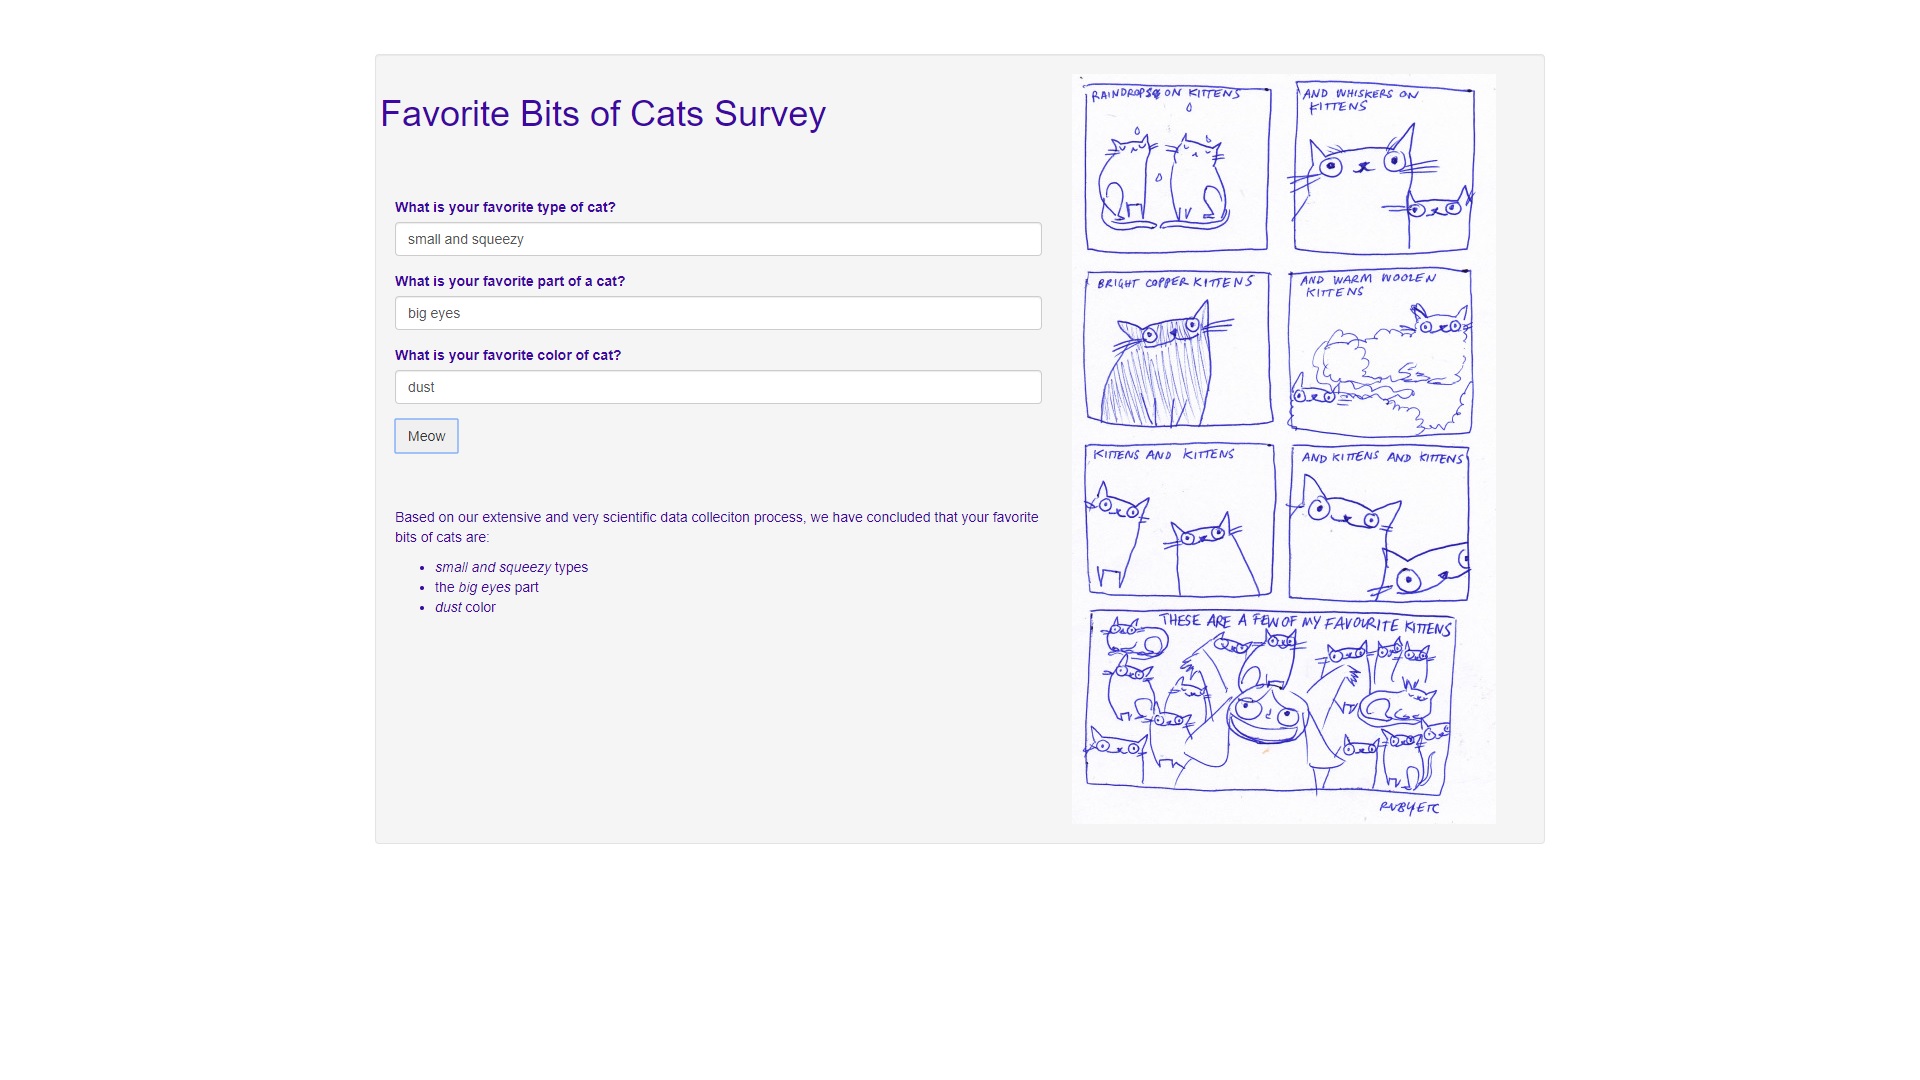 Favorite Bits of Cats Survey
What is your favorite type of cat?
small and squeezy
What is your favorite part of a cat?
big eyes
What is your favorite color of cat?
dust
Meow
Based on our extensive and very scientific data colleciton process, we have concluded that your favorite
bits of cats are:
small and squeezy types
the big eyes part
dust color
RAINDROPS ON KITTENS
AND WHISKERS ON
KITTENS
BRIGHT COPPER KITTENS
AND WARM WOOLEN
KITTENS
KITTENS AND KITTENS
AND KITTENS AND KITTENS
THESE ARE A FEW OF MY FAVOURITE KITTENS
RUBYETC